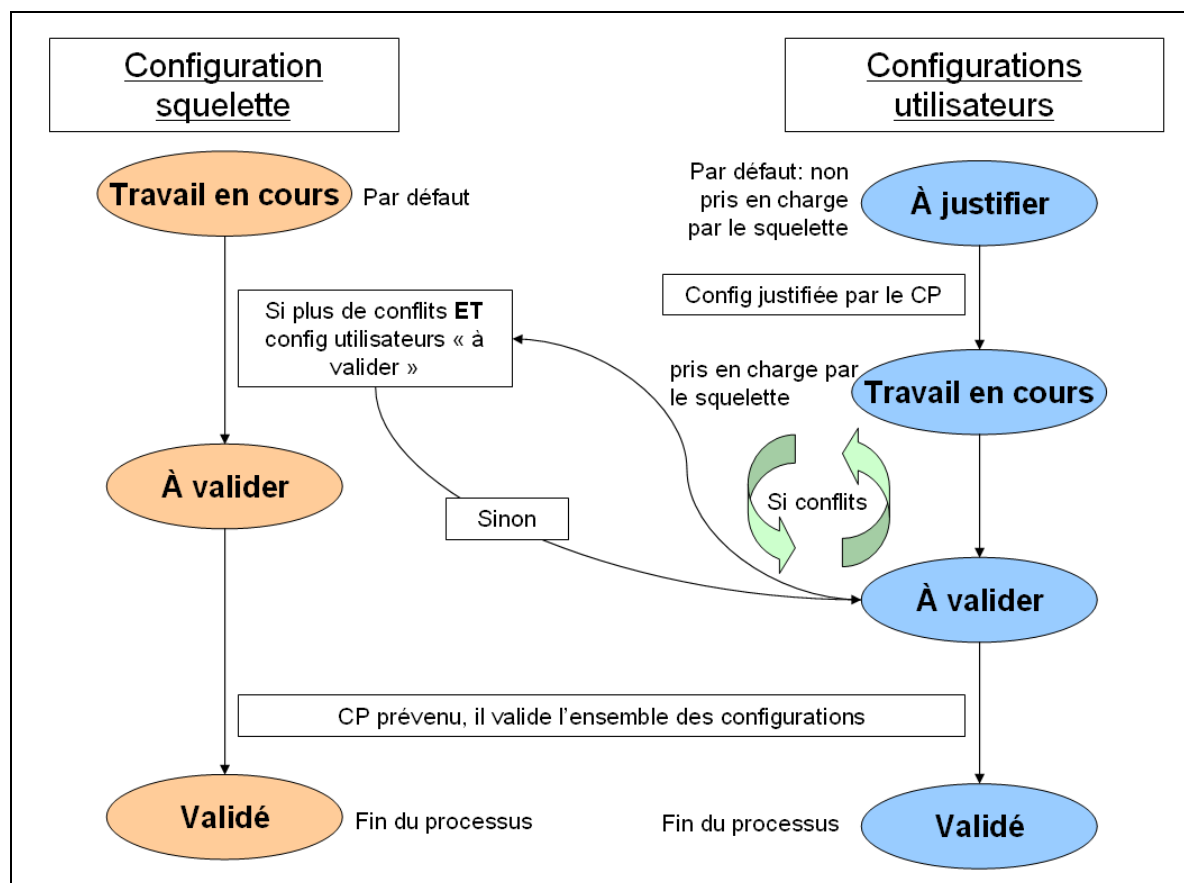 Configuration
squelette
Configurations
utilisateurs
Travail en cours
Par défaut
Par défaut: non
pris en charge
par le squelette
À justifier
Config justifiée par le CP
Si plus de conflits ET
config utilisateurs « à
valider »
pris en charge par
le squelette
Travail en cours
À valider
Sinon
Si conflits
À valider
CP prévenu, il valide l'ensemble des configurations
Validé
Fin du processus
Fin du processus
Validé